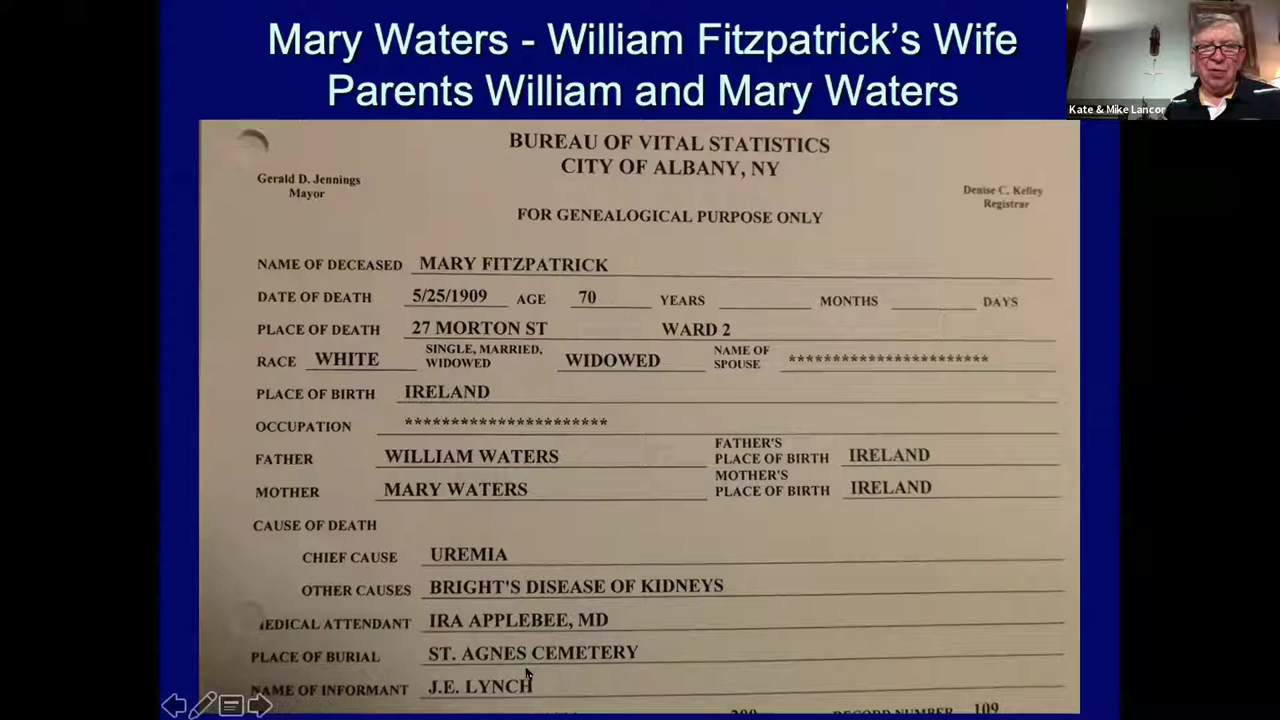 Mary Waters - William Fitzpatrick's Wife
Parents William and Mary Waters
Kate & Mike Lancor
BUREAU OF VITAL STATISTICS
CITY OF ALBANY, NY
Gerald D. Jennings
Mayor
Denise C. Kelley
Registrar
FOR GENEALOGICAL PURPOSE ONLY
NAME OF DECEASED MARY FITZPATRICK
DATE OF DEATH 5/25/1909 AGE 70 YEARS MONTHS DAYS
PLACE OF DEATH 27 MORTON ST WARD 2
RACE WHITE SINGLE, MARRIED, WIDOWED WIDOWED NAME OF SPOUSE ***********************
PLACE OF BIRTH IRELAND
OCCUPATION **********************
FATHER WILLIAM WATERS FATHER'S PLACE OF BIRTH IRELAND
MOTHER MARY WATERS MOTHER'S PLACE OF BIRTH IRELAND
CAUSE OF DEATH
CHIEF CAUSE UREMIA
OTHER CAUSES BRIGHT'S DISEASE OF KIDNEYS
MEDICAL ATTENDANT IRA APPLEBEE, MD
PLACE OF BURIAL ST. AGNES CEMETERY
NAME OF INFORMANT J.E. LYNCH
RECORD NUMBER 109